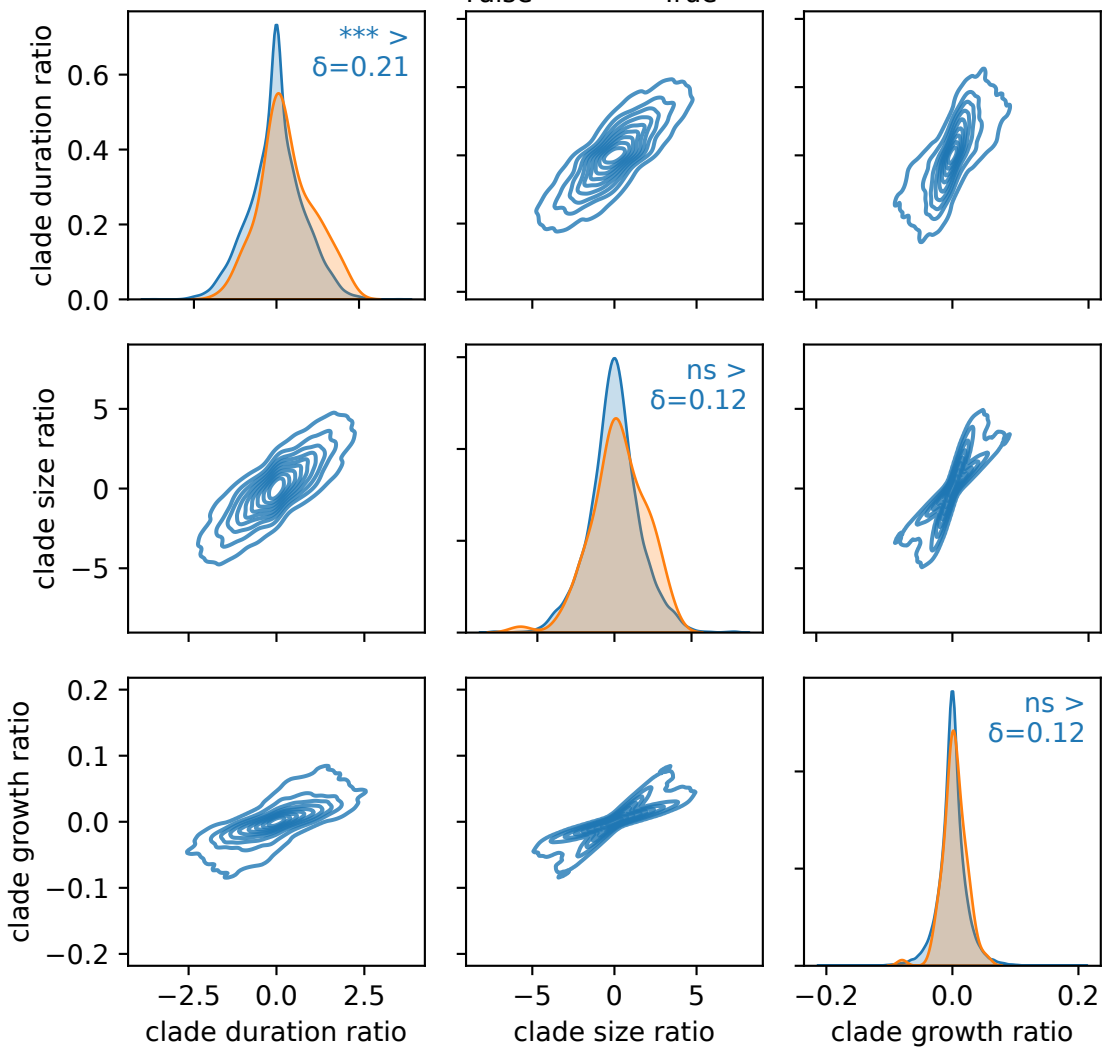 *** >
δ=0.21
clade duration ratio
0.6
0.4
0.2
0.0
ns >
δ=0.12
clade size ratio
5
0
−5
ns >
δ=0.12
clade growth ratio
0.2
0.1
0.0
−0.1
−0.2
−2.5 0.0 2.5
−5 0 5
−0.2 0.0 0.2
clade duration ratio
clade size ratio
clade growth ratio